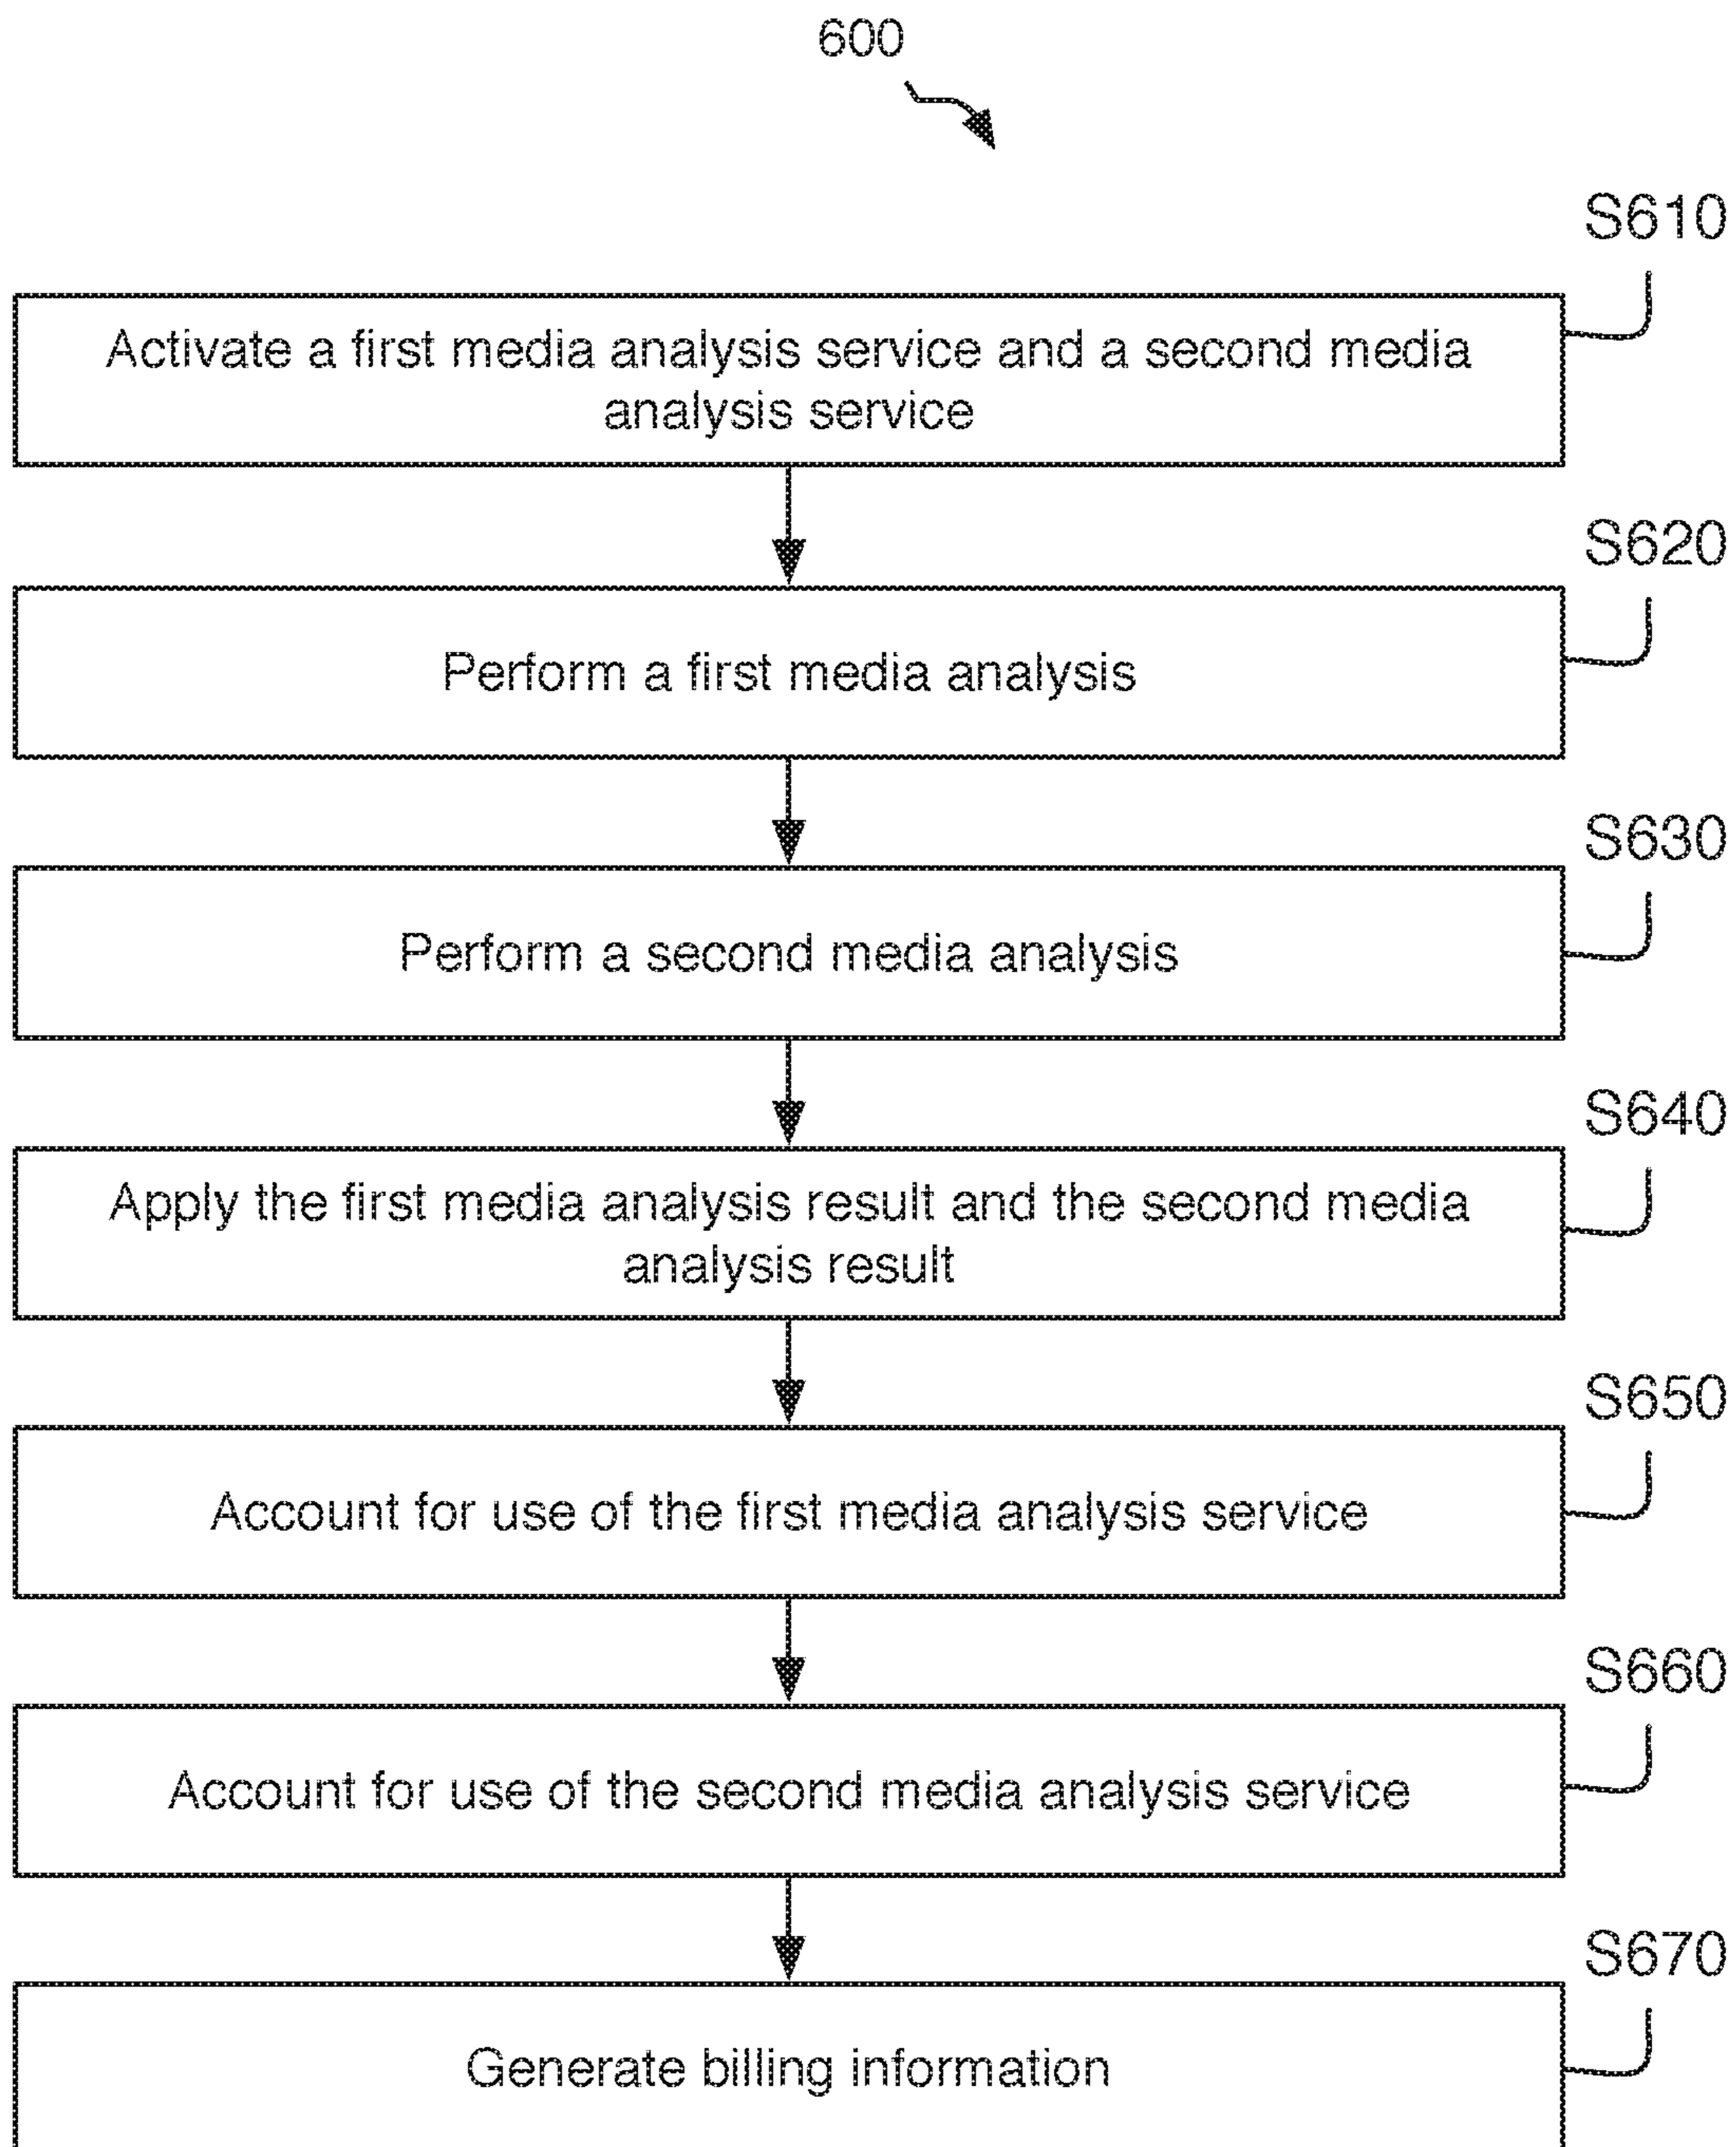 600
S610
Activate a first media analysis service and a second media
analysis service
S620
Perform a first media analysis
S630
Perform a second media analysis
S640
Apply the first media analysis result and the second media
analysis result
S650
Account for use of the first media analysis service
S660
Account for use of the second media analysis service
S670
Generate billing information